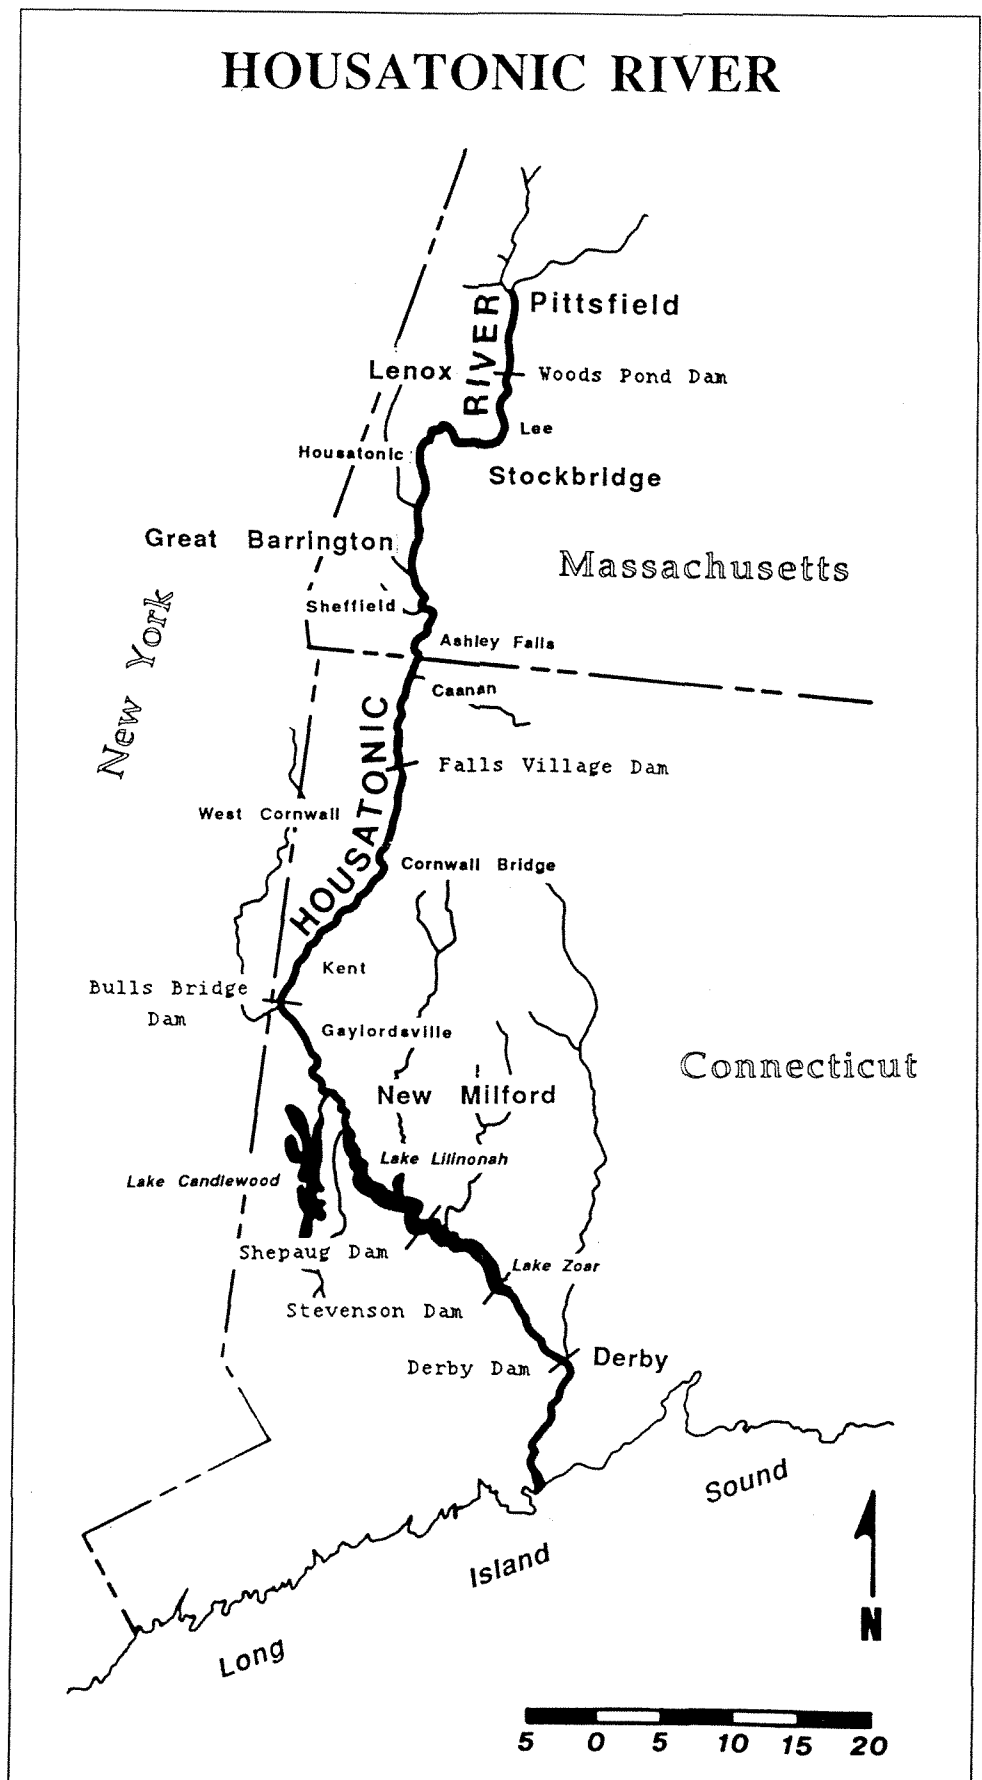 HOUSATONIC RIVER
Pittsfield
RIVER
Lenox
Woods Pond Dam
Lee
Housatonic
Stockbridge
Great Barrington
Massachusetts
New York
Sheffield
Ashley Falls
Caanan
HOUSATONIC
Falls Village Dam
West Cornwall
Cornwall Bridge
Kent
Bulls Bridge
Dam
Gaylordsville
Connecticut
New Milford
Lake Lilinonah
Lake Candlewood
Shepaug Dam
Lake Zoar
Stevenson Dam
Derby
Derby Dam
Sound
Island
Long
N
5 0 5 10 15 20